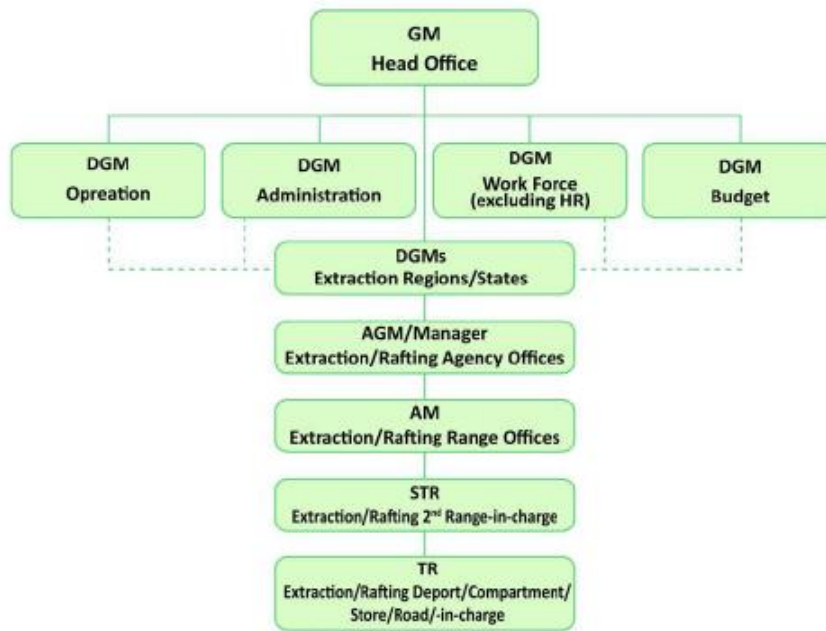 GM
Head Office
DGM
Opreation
DGM
Administration
DGM
Work Force
(excluding HR)
DGM
Budget
DGMs
Extraction Regions/States
AGM/Manager
Extraction/Rafting Agency Offices
AM
Extraction/Rafting Range Offices
STR
Extraction/Rafting 2nd Range-in-charge
TR
Extraction/Rafting Deport/Compartment/
Store/Road/-in-charge